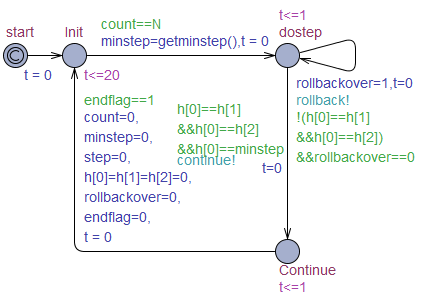 start
Init
count==N
minstep=getminstep(),t = 0
t<=1
dostep
t = 0
t<=20
rollbackover=1,t=0
rollback!
!(h[0]==h[1]
&&h[0]==h[2])
&&rollbackover==0
endflag==1
count=0,
minstep=0,
step=0,
h[0]=h[1]=h[2]=0,
rollbackover=0,
endflag=0,
t = 0
h[0]==h[1]
&&h[0]==h[2]
&&h[0]==minstep
continue!
t=0
Continue
t<=1